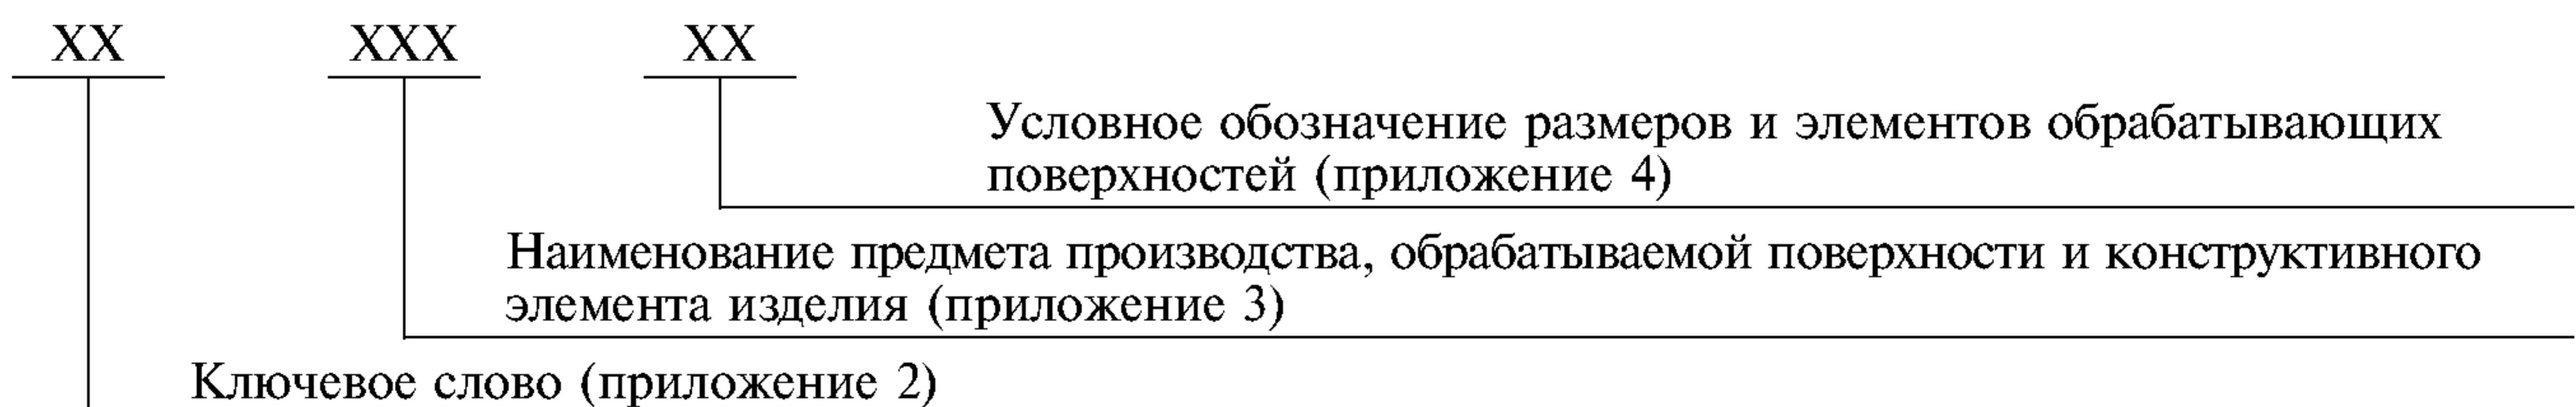 XX XXX XX
Условное обозначение размеров и элементов обрабатывающих
поверхностей (приложение 4)
Наименование предмета производства, обрабатываемой поверхности и конструктивного
элемента изделия (приложение 3)
Ключевое слово (приложение 2)